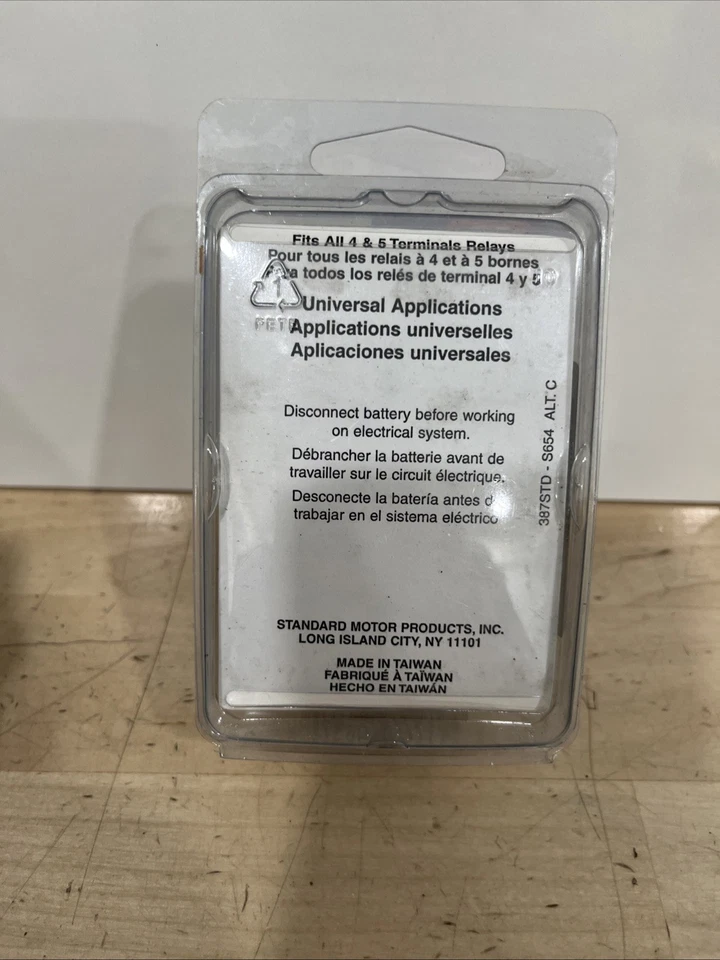 Fits All 4 & 5 Terminals Relays
Pour tous les relais à 4 et à 5 bornes
todos los relés de terminal 4 y 5
1
PETE
Universal Applications
Applications universelles
Aplicaciones universales
Disconnect battery before working
on electrical system.
Débrancher la batterie avant de
travailler sur le circuit électrique.
Desconecte la batería antes
trabajar en el sistema eléctrico
387STD - S654 ALT. C
STANDARD MOTOR PRODUCTS, INC.
LONG ISLAND CITY, NY 11101
MADE IN TAIWAN
FABRIQUÉ À TAÏWAN
HECHO EN TAIWÁN